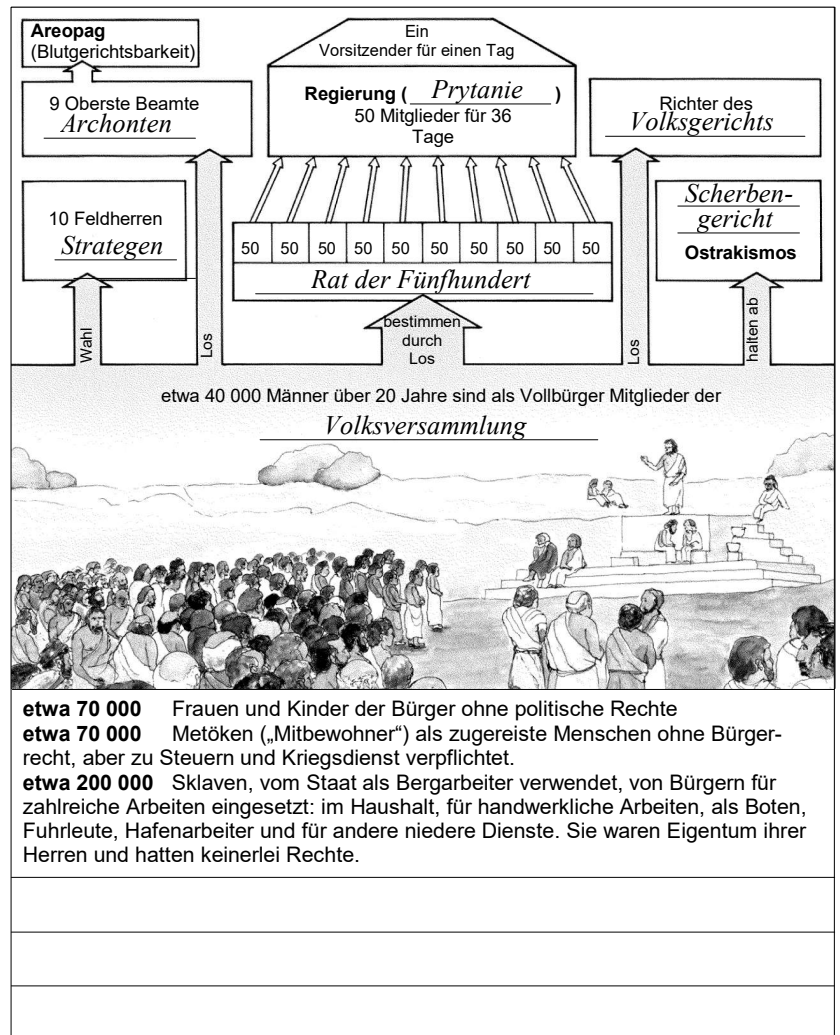 Areopag
(Blutgerichtsbarkeit)
Ein
Vorsitzender für einen Tag
9 Oberste Beamte
Archonten
Regierung ( Prytanie )
50 Mitglieder für 36
Tage
Richter des
Volksgerichts
10 Feldherren
Strategen
50 50 50 50 50 50 50 50 50 50
Rat der Fünfhundert
Scherben-
gericht
Ostrakismos
Wahl
Los
bestimmen
durch
Los
Los
halten ab
etwa 40 000 Männer über 20 Jahre sind als Vollbürger Mitglieder der
Volksversammlung
etwa 70 000 Frauen und Kinder der Bürger ohne politische Rechte
etwa 70 000 Metöken („Mitbewohner“) als zugereiste Menschen ohne Bürger-
recht, aber zu Steuern und Kriegsdienst verpflichtet.
etwa 200 000 Sklaven, vom Staat als Bergarbeiter verwendet, von Bürgern für
zahlreiche Arbeiten eingesetzt: im Haushalt, für handwerkliche Arbeiten, als Boten,
Fuhrleute, Hafenarbeiter und für andere niedere Dienste. Sie waren Eigentum ihrer
Herren und hatten keinerlei Rechte.